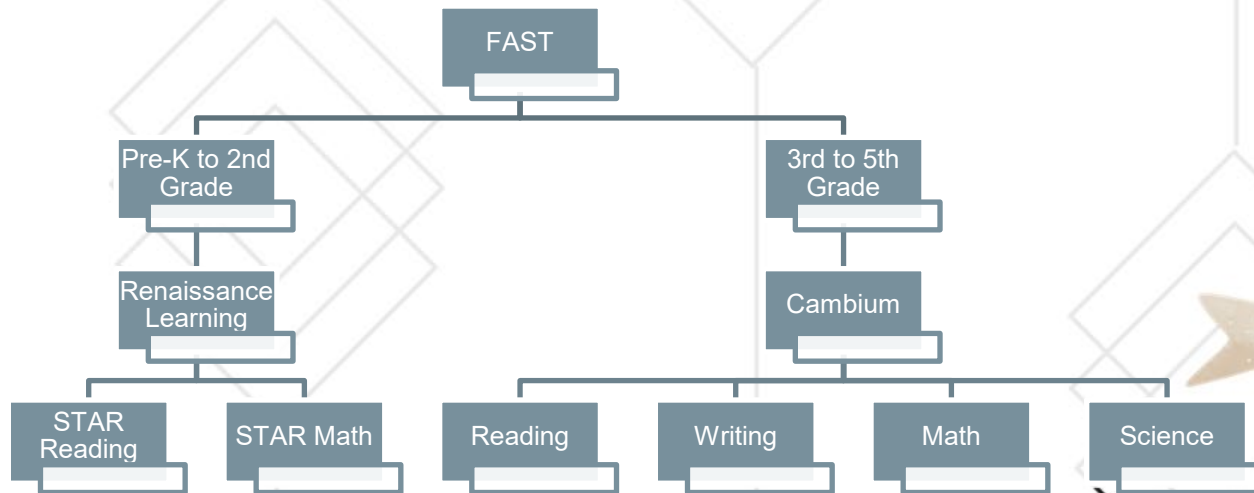 FAST
Pre-K to 2nd
Grade
3rd to 5th
Grade
Renaissance
Learning
Cambium
STAR
Reading
STAR Math
Reading
Writing
Math
Science